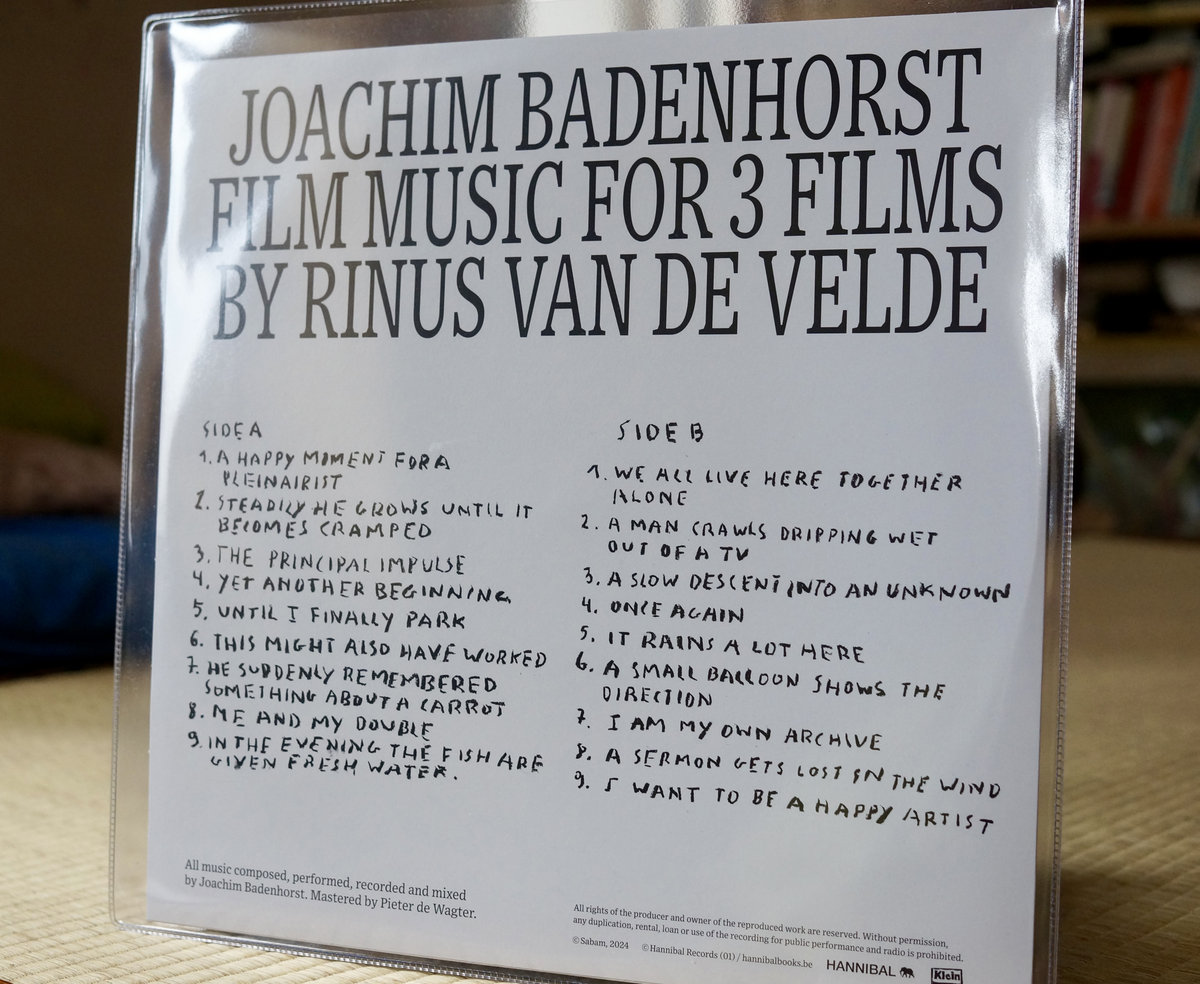 JOACHIM BADENHORST
FILM MUSIC FOR 3 FILMS
BY RINUS VAN DE VELDE
SIDE A
1. A HAPPY MOMENT FOR A
PLEINAIRIST
2. STEADILY HE GROWS UNTIL IT
BECOMES CRAMPED
3. THE PRINCIPAL IMPULSE
4. YET ANOTHER BEGINNING
5. UNTIL I FINALLY PARK
6. THIS MIGHT ALSO HAVE WORKED
7. HE SUDDENLY REMEMBERED
SOMETHING ABOUT A CARROT
8. ME AND MY DOUBLE
9. IN THE EVENING THE FISH ARE
GIVEN FRESH WATER.
SIDE B
1. WE ALL LIVE HERE TOGETHER
ALONE
2. A MAN CRAWLS DRIPPING WET
OUT OF A TV
3. A SLOW DESCENT INTO AN UNKNOWN
4. ONCE AGAIN
5. IT RAINS A LOT HERE
6. A SMALL BALLOON SHOWS THE
DIRECTION
7. I AM MY OWN ARCHIVE
8. A SERMON GETS LOST IN THE WIND
9. I WANT TO BE A HAPPY ARTIST
All music composed, performed, recorded and mixed
by Joachim Badenhorst. Mastered by Pieter de Wagter.
All rights of the producer and owner of the reproduced work are reserved. Without permission,
any duplication, rental, loan or use of the recording for public performance and radio is prohibited.
©Sabam, 2024 ©Hannibal Records (01) / hannibalbooks.be HANNIBAL Klein